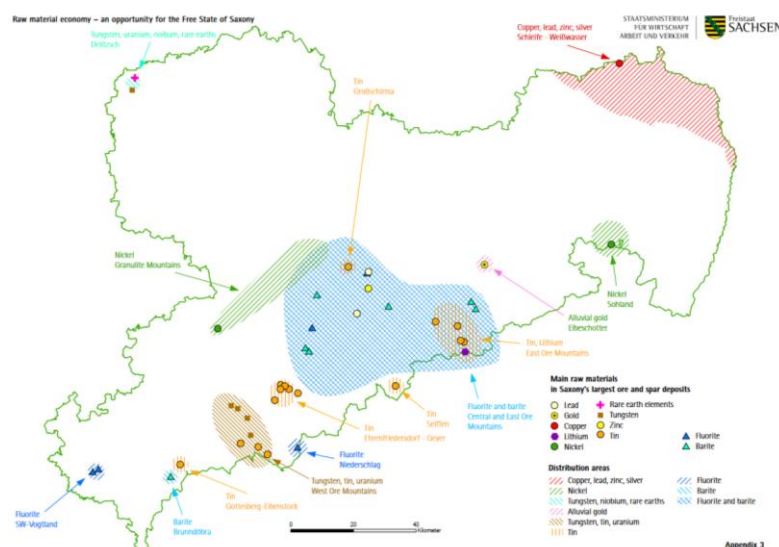 Raw material economy – an opportunity for the Free State of Saxony
STAATSMINISTERIUM
FÜR WIRTSCHAFT
ARBEIT UND VERKEHR
Freistaat
SACHSEN
Tungsten, uranium, niobium, rare earths
Delitzsch
Copper, lead, zinc, silver
Schleife - Weißwasser
Tin
Großschirma
Nickel
Granulite Mountains
Nickel
Sohland
Alluvial gold
Elbeschotter
Tin, Lithium
East Ore Mountains
Fluorite and barite
Central and East Ore
Mountains
Tin
Seiffen
Tin
Ehrenfriedersdorf - Geyer
Fluorite
Niederschlag
Tungsten, tin, uranium
West Ore Mountains
Tin
Gottesberg-Eibenstock
Barite
Brunndöbra
Fluorite
SW-Vogtland
Main raw materials
in Saxony's largest ore and spar deposits
Lead
Gold
Copper
Lithium
Nickel
Rare earth elements
Tungsten
Zinc
Tin
Fluorite
Barite
Distribution areas
Copper, lead, zinc, silver
Nickel
Tungsten, niobium, rare earths
Alluvial gold
Tungsten, tin, uranium
Tin
Fluorite
Barite
Fluorite and barite
0 20 40
Kilometer
Appendix 3